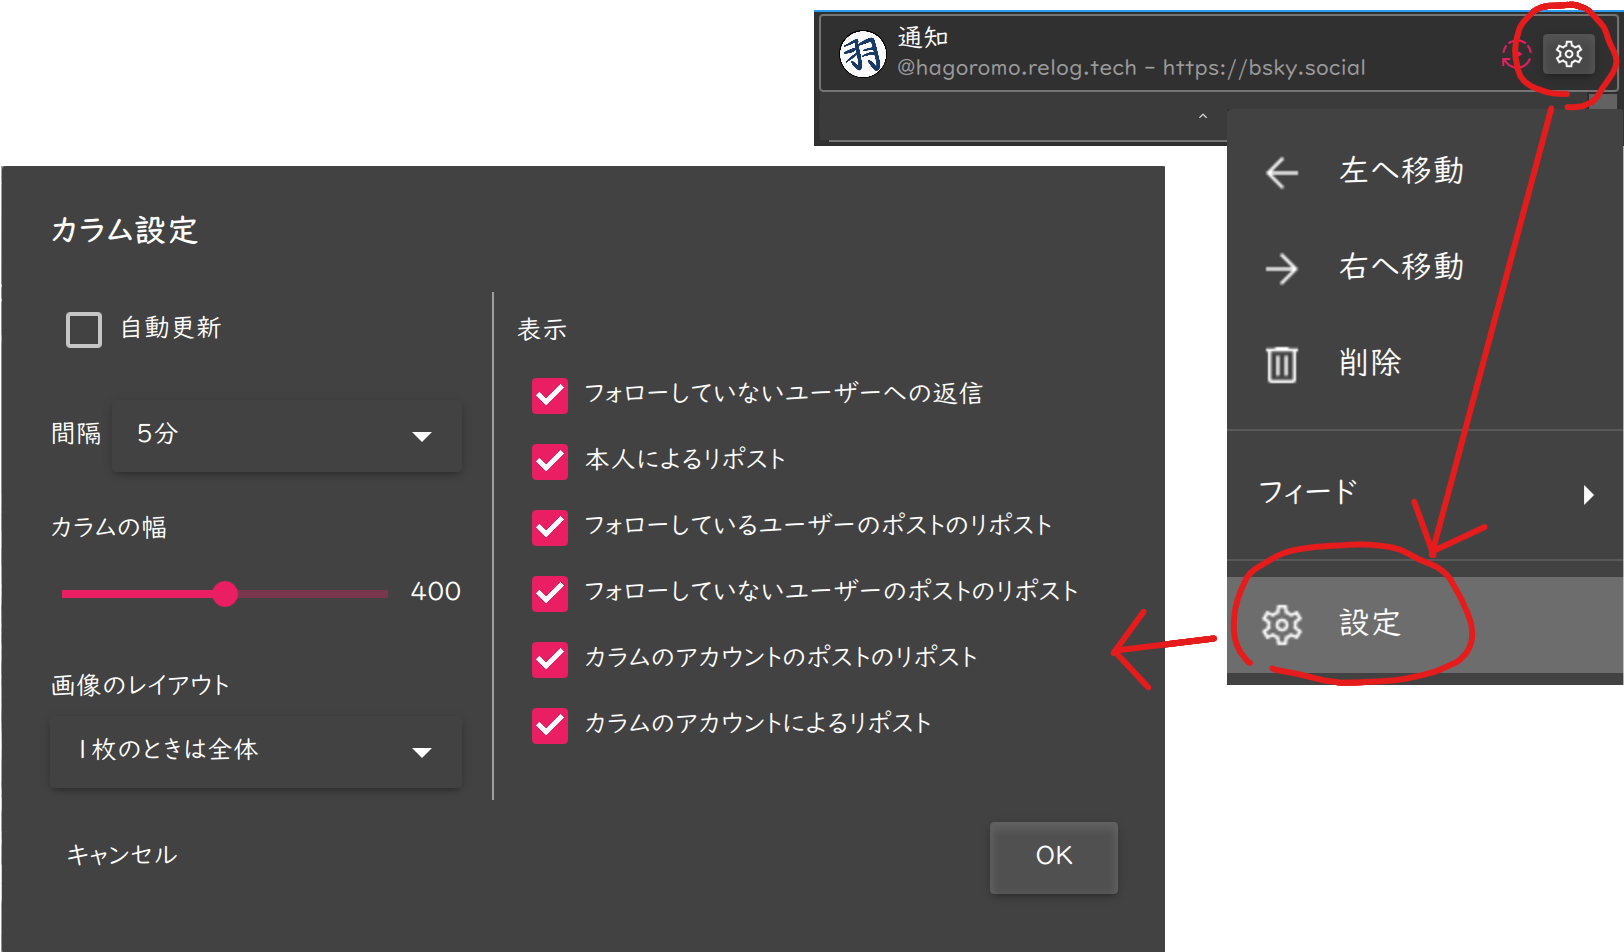 羽
通知
@hagoromo.relog.tech - https://bsky.social
左へ移動
右へ移動
削除
フィード
設定
カラム設定
自動更新
間隔 5分
カラムの幅
400
画像のレイアウト
1枚のときは全体
キャンセル
表示
フォローしていないユーザーへの返信
本人によるリポスト
フォローしているユーザーのポストのリポスト
フォローしていないユーザーのポストのリポスト
カラムのアカウントのポストのリポスト
カラムのアカウントによるリポスト
OK